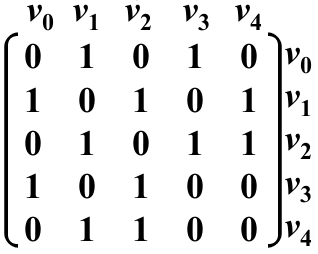 v0 v1 v2 v3 v4
0 1 0 1 0 v0
1 0 1 0 1 v1
0 1 0 1 1 v2
1 0 1 0 0 v3
0 1 1 0 0 v4